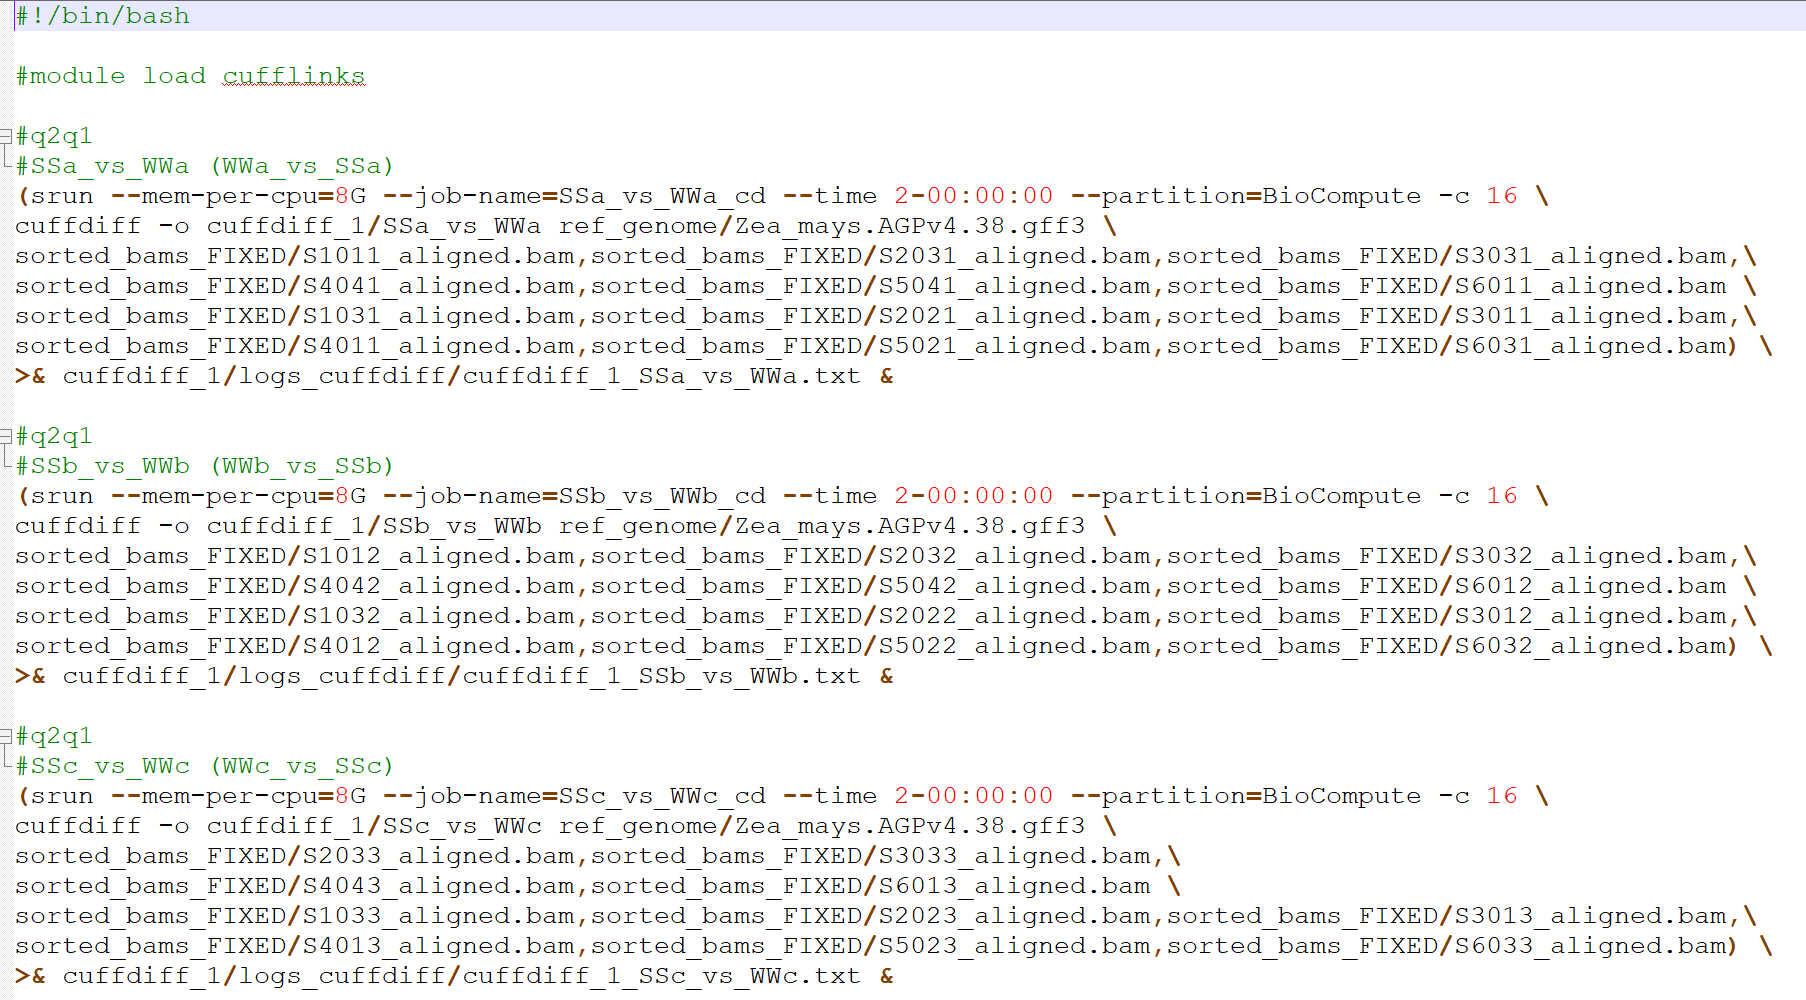 #!/bin/bash
#module load cufflinks
#q2q1
#SSa_vs_WWa (WWa_vs_SSa)
(srun --mem-per-cpu=8G --job-name=SSa_vs_WWa_cd --time 2-00:00:00 --partition=BioCompute -c 16 \
cuffdiff -o cuffdiff_1/SSa_vs_WWa ref_genome/Zea_mays.AGPv4.38.gff3 \
sorted_bams_FIXED/S1011_aligned.bam,sorted_bams_FIXED/S2031_aligned.bam,sorted_bams_FIXED/S3031_aligned.bam,\
sorted_bams_FIXED/S4041_aligned.bam,sorted_bams_FIXED/S5041_aligned.bam,sorted_bams_FIXED/S6011_aligned.bam \
sorted_bams_FIXED/S1031_aligned.bam,sorted_bams_FIXED/S2021_aligned.bam,sorted_bams_FIXED/S3011_aligned.bam,\
sorted_bams_FIXED/S4011_aligned.bam,sorted_bams_FIXED/S5021_aligned.bam,sorted_bams_FIXED/S6031_aligned.bam) \
>& cuffdiff_1/logs_cuffdiff/cuffdiff_1_SSa_vs_WWa.txt &
#q2q1
#SSb_vs_WWb (WWb_vs_SSb)
(srun --mem-per-cpu=8G --job-name=SSb_vs_WWb_cd --time 2-00:00:00 --partition=BioCompute -c 16 \
cuffdiff -o cuffdiff_1/SSb_vs_WWb ref_genome/Zea_mays.AGPv4.38.gff3 \
sorted_bams_FIXED/S1012_aligned.bam,sorted_bams_FIXED/S2032_aligned.bam,sorted_bams_FIXED/S3032_aligned.bam,\
sorted_bams_FIXED/S4042_aligned.bam,sorted_bams_FIXED/S5042_aligned.bam,sorted_bams_FIXED/S6012_aligned.bam \
sorted_bams_FIXED/S1032_aligned.bam,sorted_bams_FIXED/S2022_aligned.bam,sorted_bams_FIXED/S3012_aligned.bam,\
sorted_bams_FIXED/S4012_aligned.bam,sorted_bams_FIXED/S5022_aligned.bam,sorted_bams_FIXED/S6032_aligned.bam) \
>& cuffdiff_1/logs_cuffdiff/cuffdiff_1_SSb_vs_WWb.txt &
#q2q1
#SSc_vs_WWc (WWc_vs_SSc)
(srun --mem-per-cpu=8G --job-name=SSc_vs_WWc_cd --time 2-00:00:00 --partition=BioCompute -c 16 \
cuffdiff -o cuffdiff_1/SSc_vs_WWc ref_genome/Zea_mays.AGPv4.38.gff3 \
sorted_bams_FIXED/S2033_aligned.bam,sorted_bams_FIXED/S3033_aligned.bam,\
sorted_bams_FIXED/S4043_aligned.bam,sorted_bams_FIXED/S6013_aligned.bam \
sorted_bams_FIXED/S1033_aligned.bam,sorted_bams_FIXED/S2023_aligned.bam,sorted_bams_FIXED/S3013_aligned.bam,\
sorted_bams_FIXED/S4013_aligned.bam,sorted_bams_FIXED/S5023_aligned.bam,sorted_bams_FIXED/S6033_aligned.bam) \
>& cuffdiff_1/logs_cuffdiff/cuffdiff_1_SSc_vs_WWc.txt &